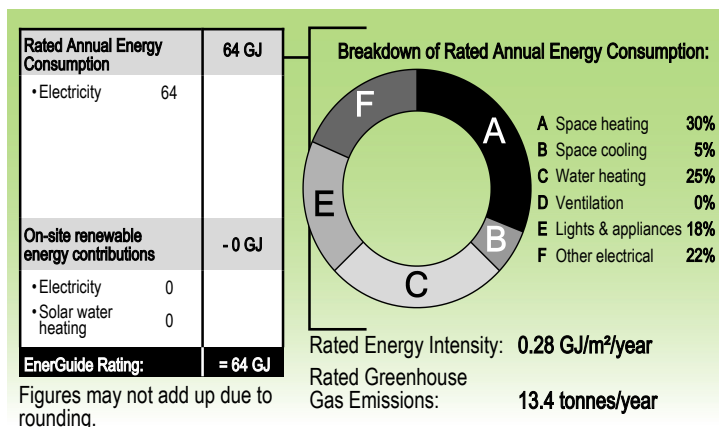 Rated Annual Energy
Consumption
64 GJ
• Electricity 64
On-site renewable
energy contributions
- 0 GJ
• Electricity 0
• Solar water
heating
0
EnerGuide Rating: = 64 GJ
Figures may not add up due to
rounding.
Breakdown of Rated Annual Energy Consumption:
A
B
C
E
F
A Space heating 30%
B Space cooling 5%
C Water heating 25%
D Ventilation 0%
E Lights & appliances 18%
F Other electrical 22%
Rated Energy Intensity: 0.28 GJ/m²/year
Rated Greenhouse
Gas Emissions: 13.4 tonnes/year